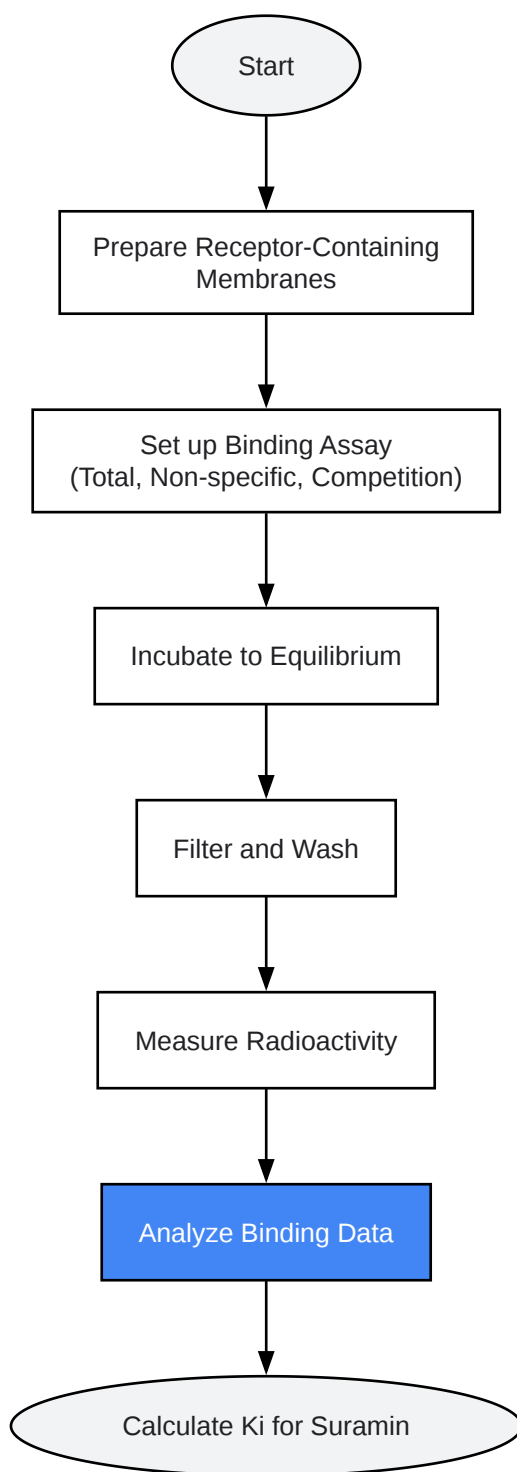 Start
Prepare Receptor-Containing
Membranes
Set up Binding Assay
(Total, Non-specific, Competition)
Incubate to Equilibrium
Filter and Wash
Measure Radioactivity
Analyze Binding Data
Calculate Ki for Suramin